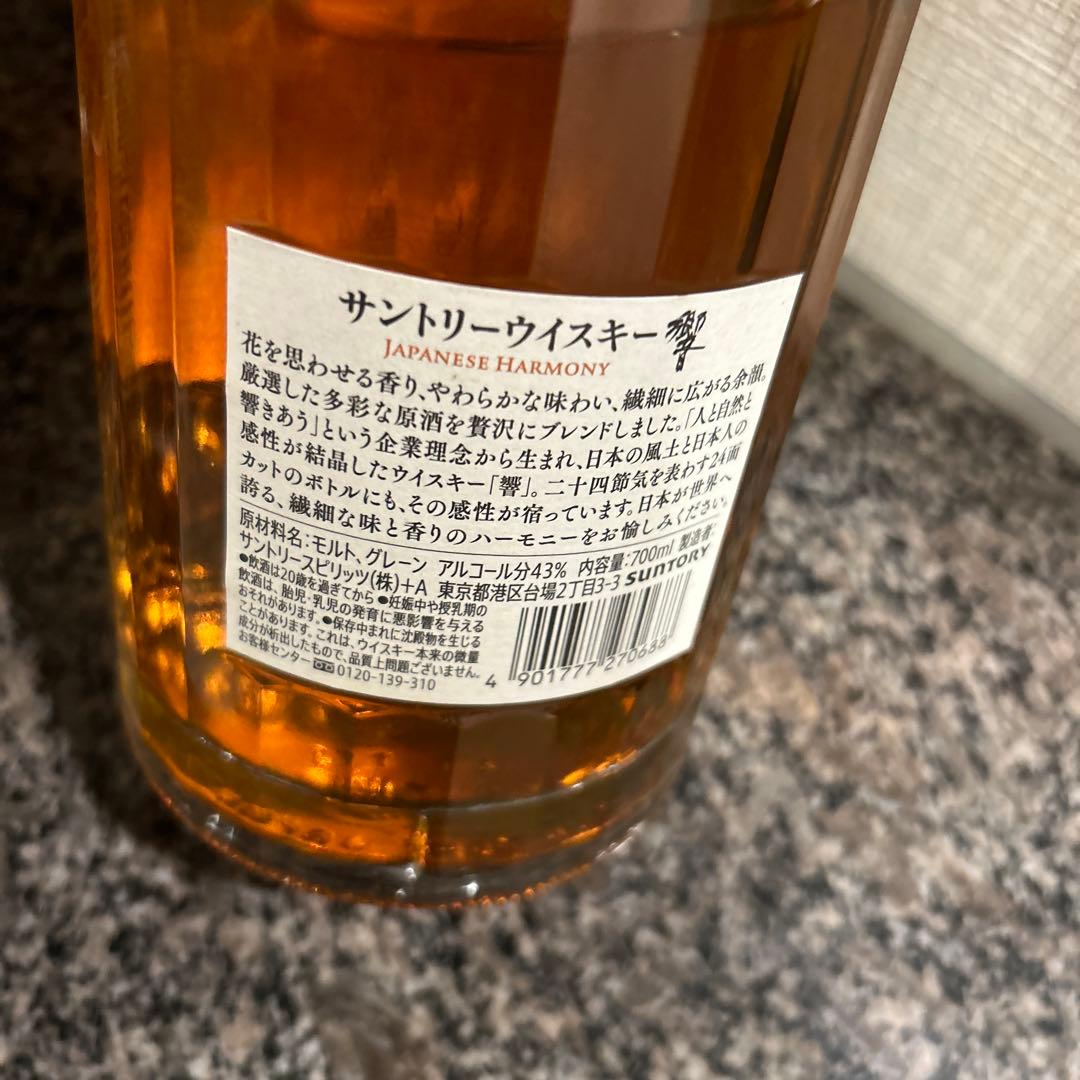 サントリーウイスキー響
JAPANESE HARMONY
花を思わせる香り、やわらかな味わい、繊細に広がる余韻。
厳選した多彩な原酒を贅沢にブレンドしました。「人と自然と
響きあう」という企業理念から生まれ、日本の風土と日本人の
感性が結晶したウイスキー「響」。二十四節気を表わす24面
カットのボトルにも、その感性が宿っています。日本が世界へ
誇る、繊細な味と香りのハーモニーをお愉しみください。
原材料名：モルト、グレーン アルコール分43% 内容量：700ml 製造者：
サントリースピリッツ(株)+A 東京都港区台場2丁目3-3 SUNTORY
●飲酒は20歳を過ぎてから ●妊娠中や授乳期の
飲酒は、胎児・乳児の発育に悪影響を与える
おそれがあります。●保存中まれに沈殿物を生じる
ことがあります。これは、ウイスキー本来の微量
成分が析出したもので、品質上問題ございません。
お客様センター 0120-139-310
4 901777 270688